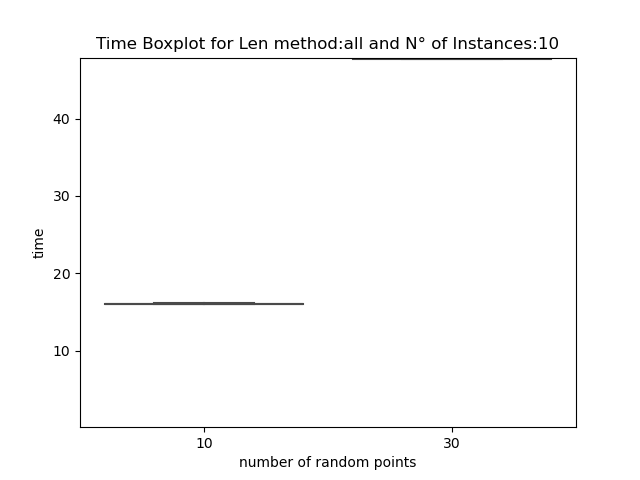 Time Boxplot for Len method:all and N° of Instances:10
40
30
20
10
time
10 30
number of random points